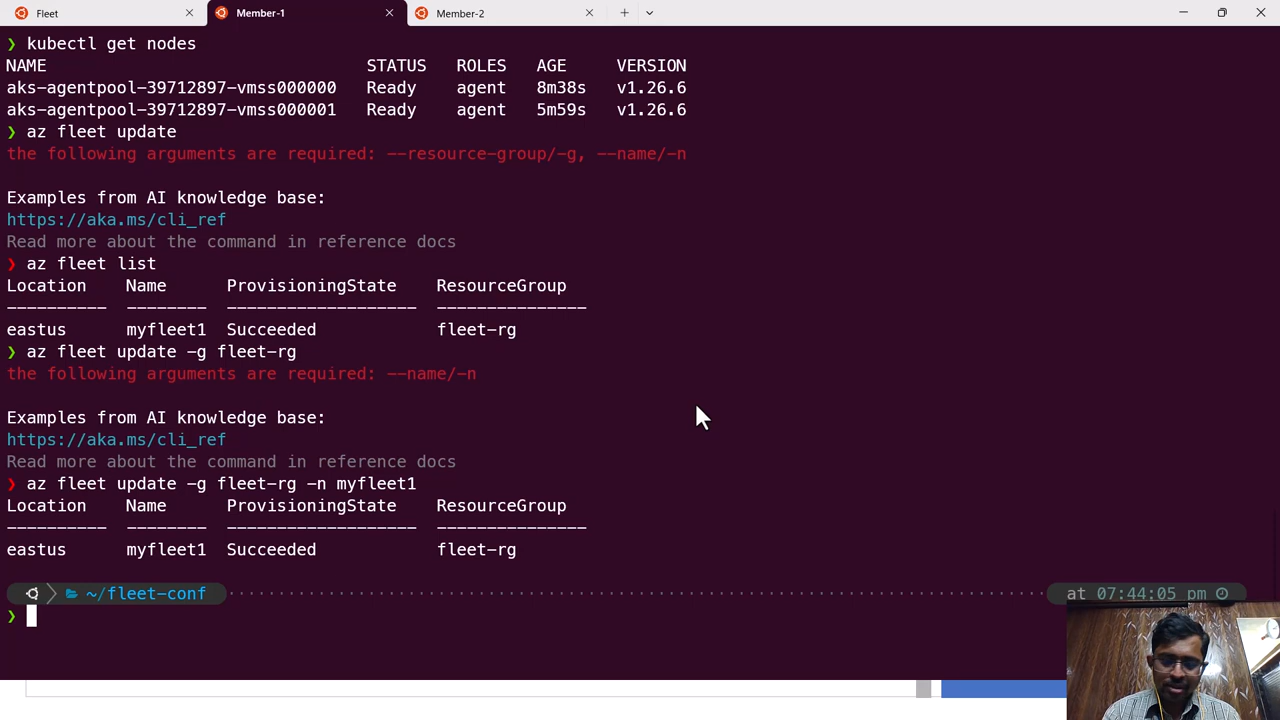 Fleet
Member-1
Member-2
❯ kubectl get nodes
NAME STATUS ROLES AGE VERSION
aks-agentpool-39712897-vmss000000 Ready agent 8m38s v1.26.6
aks-agentpool-39712897-vmss000001 Ready agent 5m59s v1.26.6
❯ az fleet update
the following arguments are required: --resource-group/-g, --name/-n
Examples from AI knowledge base:
https://aka.ms/cli_ref
Read more about the command in reference docs
❯ az fleet list
Location Name ProvisioningState ResourceGroup
---------- -------- ------------------- ---------------
eastus myfleet1 Succeeded fleet-rg
❯ az fleet update -g fleet-rg
the following arguments are required: --name/-n
Examples from AI knowledge base:
https://aka.ms/cli_ref
Read more about the command in reference docs
❯ az fleet update -g fleet-rg -n myfleet1
Location Name ProvisioningState ResourceGroup
---------- -------- ------------------- ---------------
eastus myfleet1 Succeeded fleet-rg
~/fleet-conf at 07:44:05 pm
❯